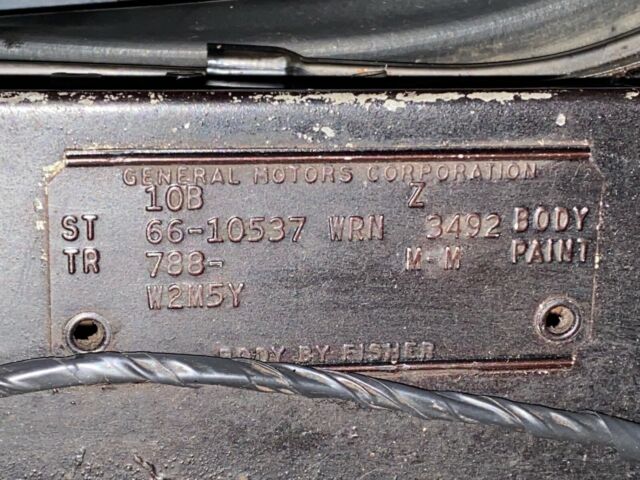 GENERAL MOTORS CORPORATION
10B Z
ST 66-10537 WRN 3492 BODY
TR 788- M-M PAINT
W2M5Y
BODY BY FISHER